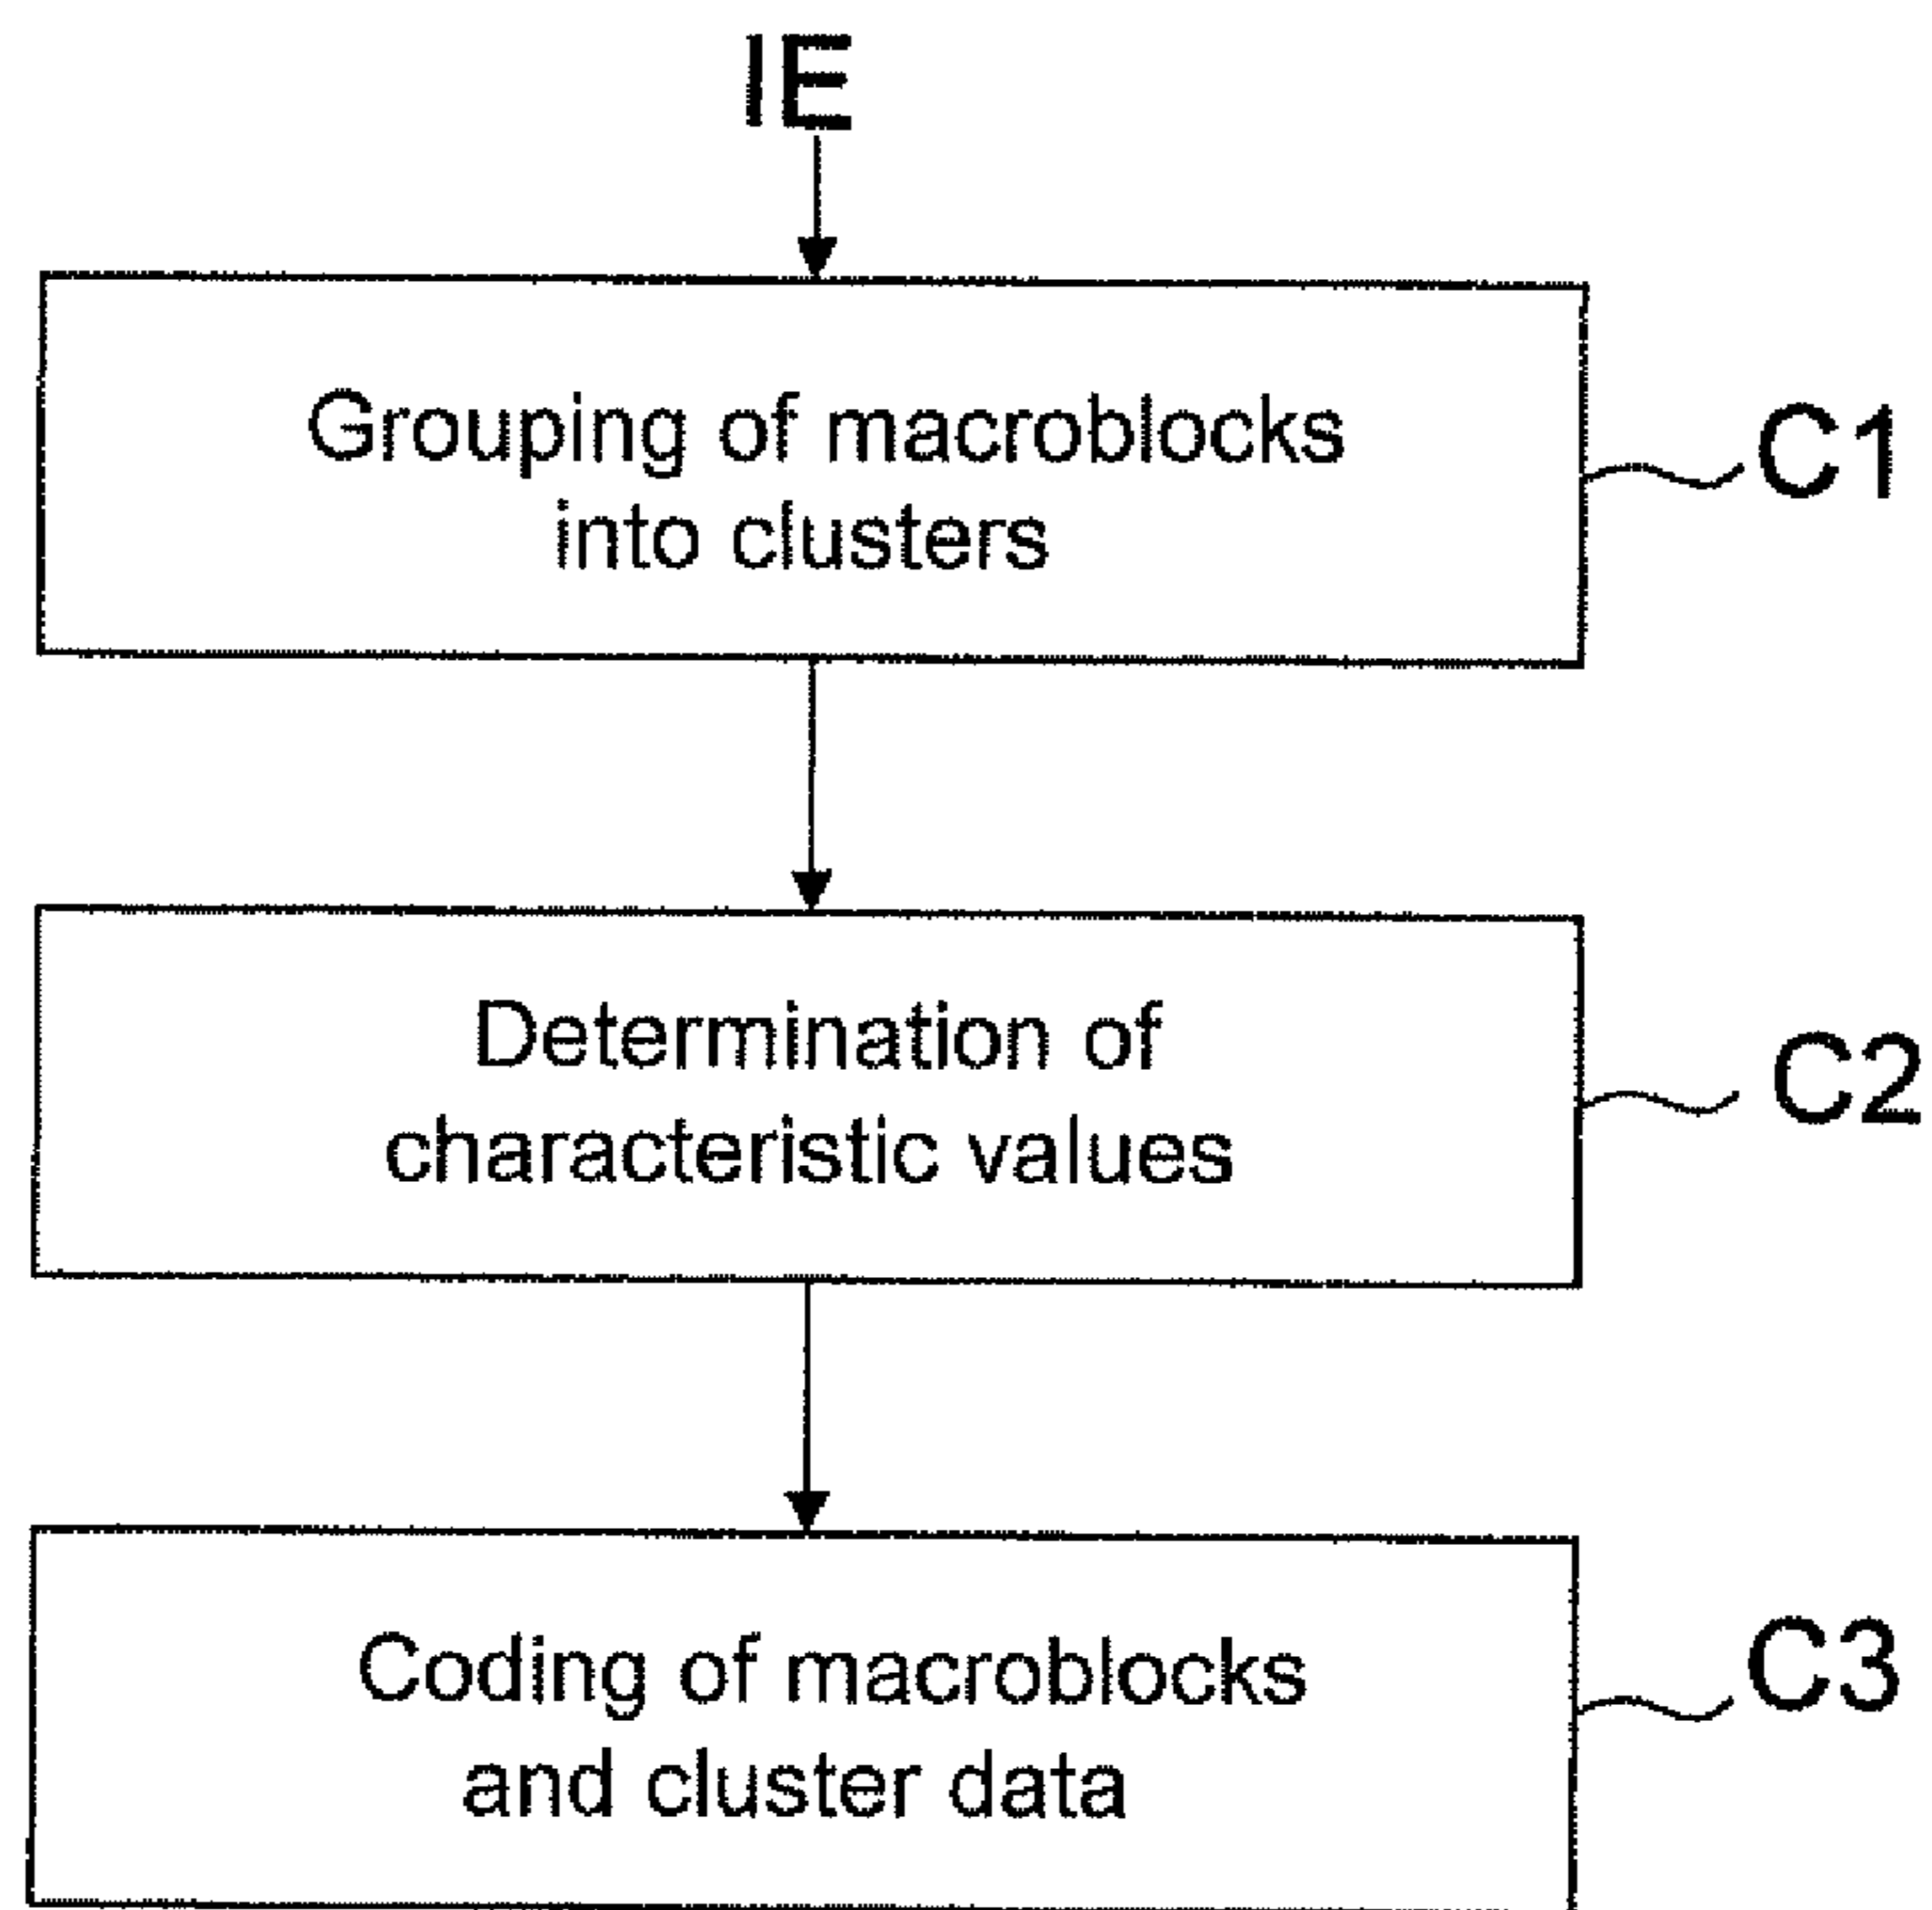 IE
Grouping of macroblocks
into clusters
C1
Determination of
characteristic values
C2
Coding of macroblocks
and cluster data
C3